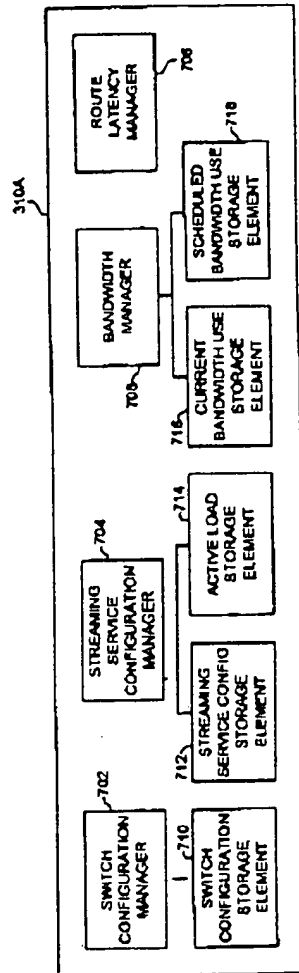 310A
702
SWITCH
CONFIGURATION
MANAGER
704
STREAMING
SERVICE
CONFIGURATION
MANAGER
706
BANDWIDTH
MANAGER
708
ROUTE
LATENCY
MANAGER
710
SWITCH
CONFIGURATION
STORAGE
ELEMENT
712
STREAMING
SERVICE CONFIG
STORAGE
ELEMENT
714
ACTIVE LOAD
STORAGE
ELEMENT
716
CURRENT
BANDWIDTH USE
STORAGE
ELEMENT
718
SCHEDULED
BANDWIDTH USE
STORAGE
ELEMENT